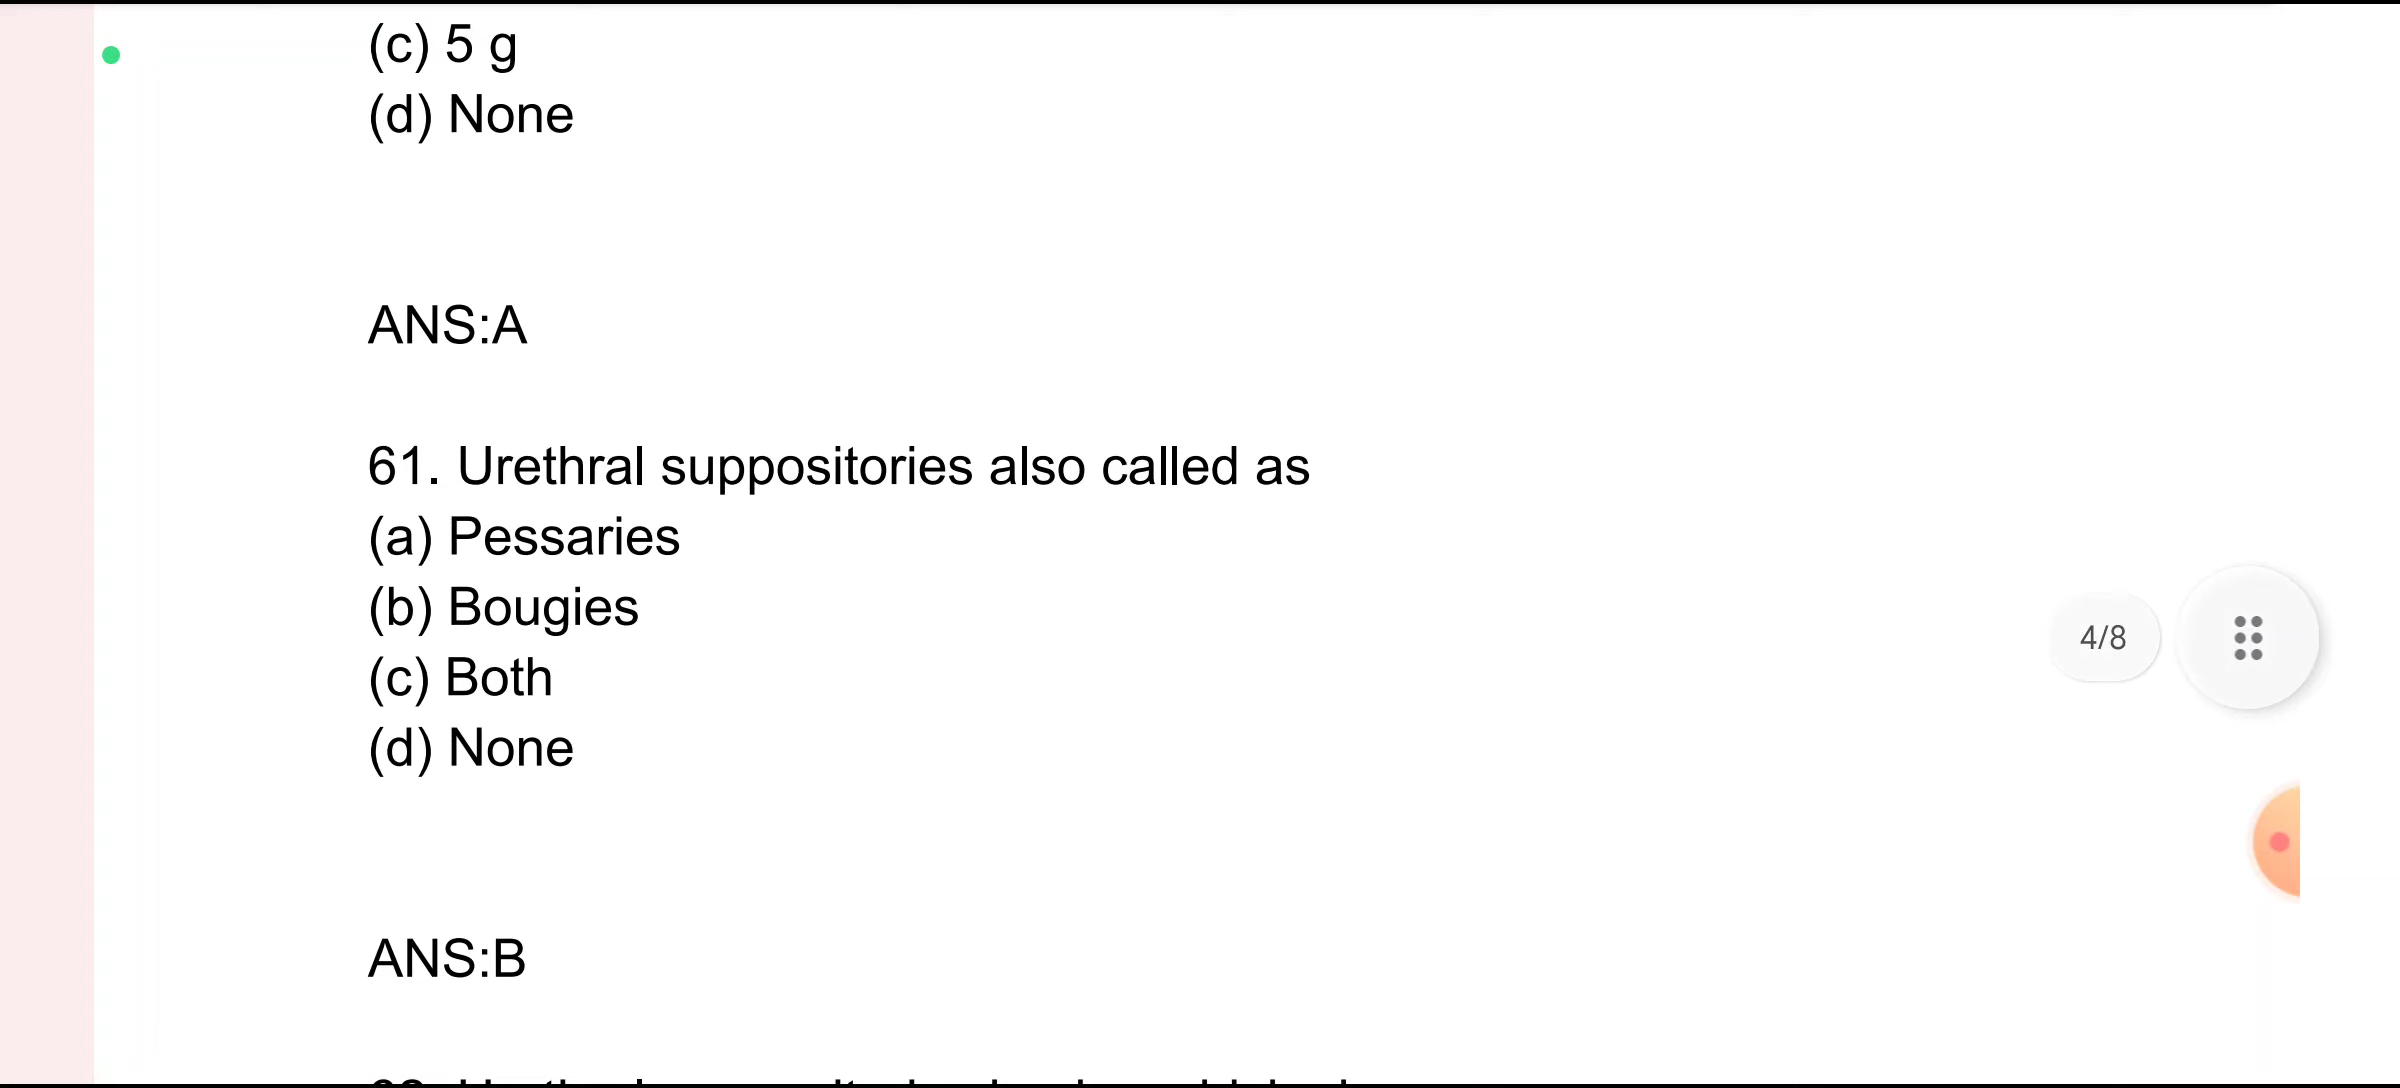 (c) 5 g
(d) None
ANS:A
61. Urethral suppositories also called as
(a) Pessaries
(b) Bougies
(c) Both
(d) None
4/8
ANS:B